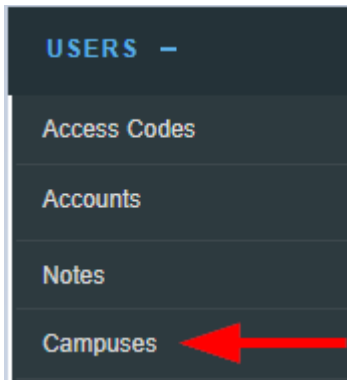 USERS –
Access Codes
Accounts
Notes
Campuses